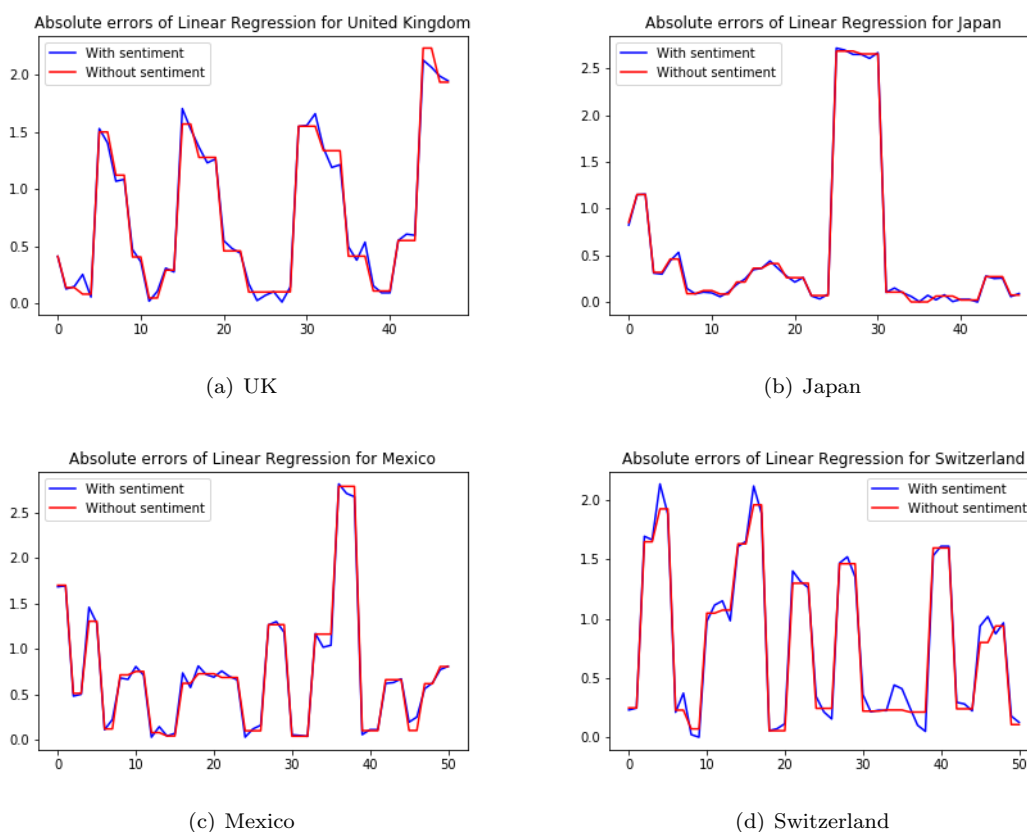 Absolute errors of Linear Regression for United Kingdom
With sentiment
Without sentiment
2.0
1.5
1.0
0.5
0.0
0 10 20 30 40
(a) UK
Absolute errors of Linear Regression for Japan
With sentiment
Without sentiment
2.5
2.0
1.5
1.0
0.5
0.0
0 10 20 30 40
(b) Japan
Absolute errors of Linear Regression for Mexico
With sentiment
Without sentiment
2.5
2.0
1.5
1.0
0.5
0.0
0 10 20 30 40 50
(c) Mexico
Absolute errors of Linear Regression for Switzerland
With sentiment
Without sentiment
2.0
1.5
1.0
0.5
0.0
0 10 20 30 40 50
(d) Switzerland